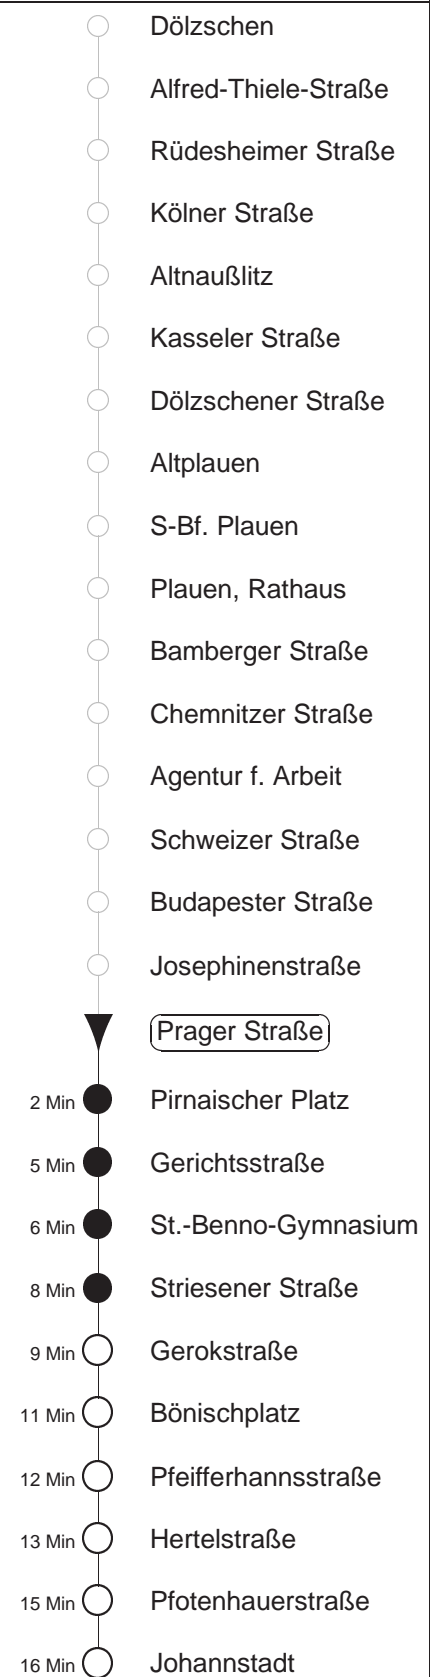 Dölzschen
Alfred-Thiele-Straße
Rüdesheimer Straße
Kölner Straße
Altnaußlitz
Kasseler Straße
Dölzschener Straße
Altplauen
S-Bf. Plauen
Plauen, Rathaus
Bamberger Straße
Chemnitzer Straße
Agentur f. Arbeit
Schweizer Straße
Budapester Straße
Josephinenstraße
Prager Straße
2 Min Pirnaischer Platz
5 Min Gerichtsstraße
6 Min St.-Benno-Gymnasium
8 Min Striesener Straße
9 Min Gerokstraße
11 Min Bönischplatz
12 Min Pfeifferhannsstraße
13 Min Hertelstraße
15 Min Pfotenhauerstraße
16 Min Johannstadt